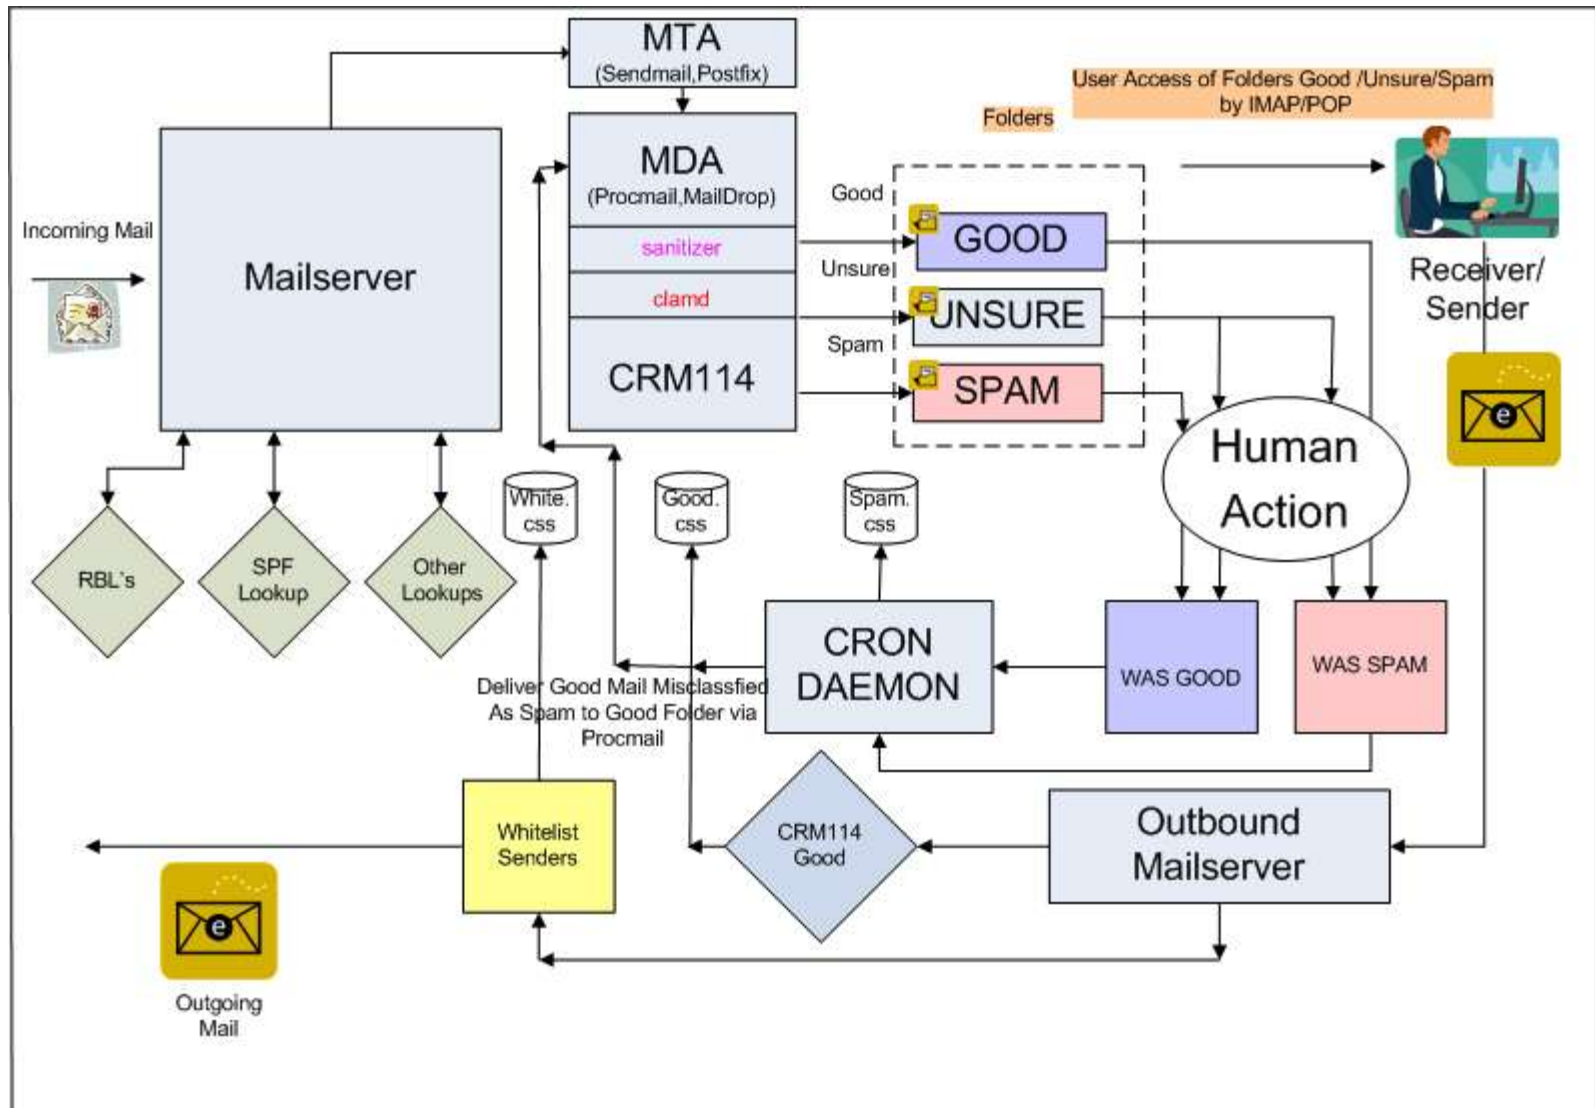 MTA
(Sendmail,Postfix)
User Access of Folders Good /Unsure/Spam
by IMAP/POP
Folders
MDA
(Procmail,MailDrop)
Good
Incoming Mail
Mailserver
sanitizer
GOOD
Unsure
clamd
UNSURE
Receiver/
Sender
Spam
CRM114
SPAM
Human
Action
White.
css
Good.
css
Spam.
css
RBL`s
SPF
Lookup
Other
Lookups
CRON
DAEMON
WAS GOOD
WAS SPAM
Deliver Good Mail Misclassfied
As Spam to Good Folder via
Procmail
Whitelist
Senders
CRM114
Good
Outbound
Mailserver
e
e
Outgoing
Mail